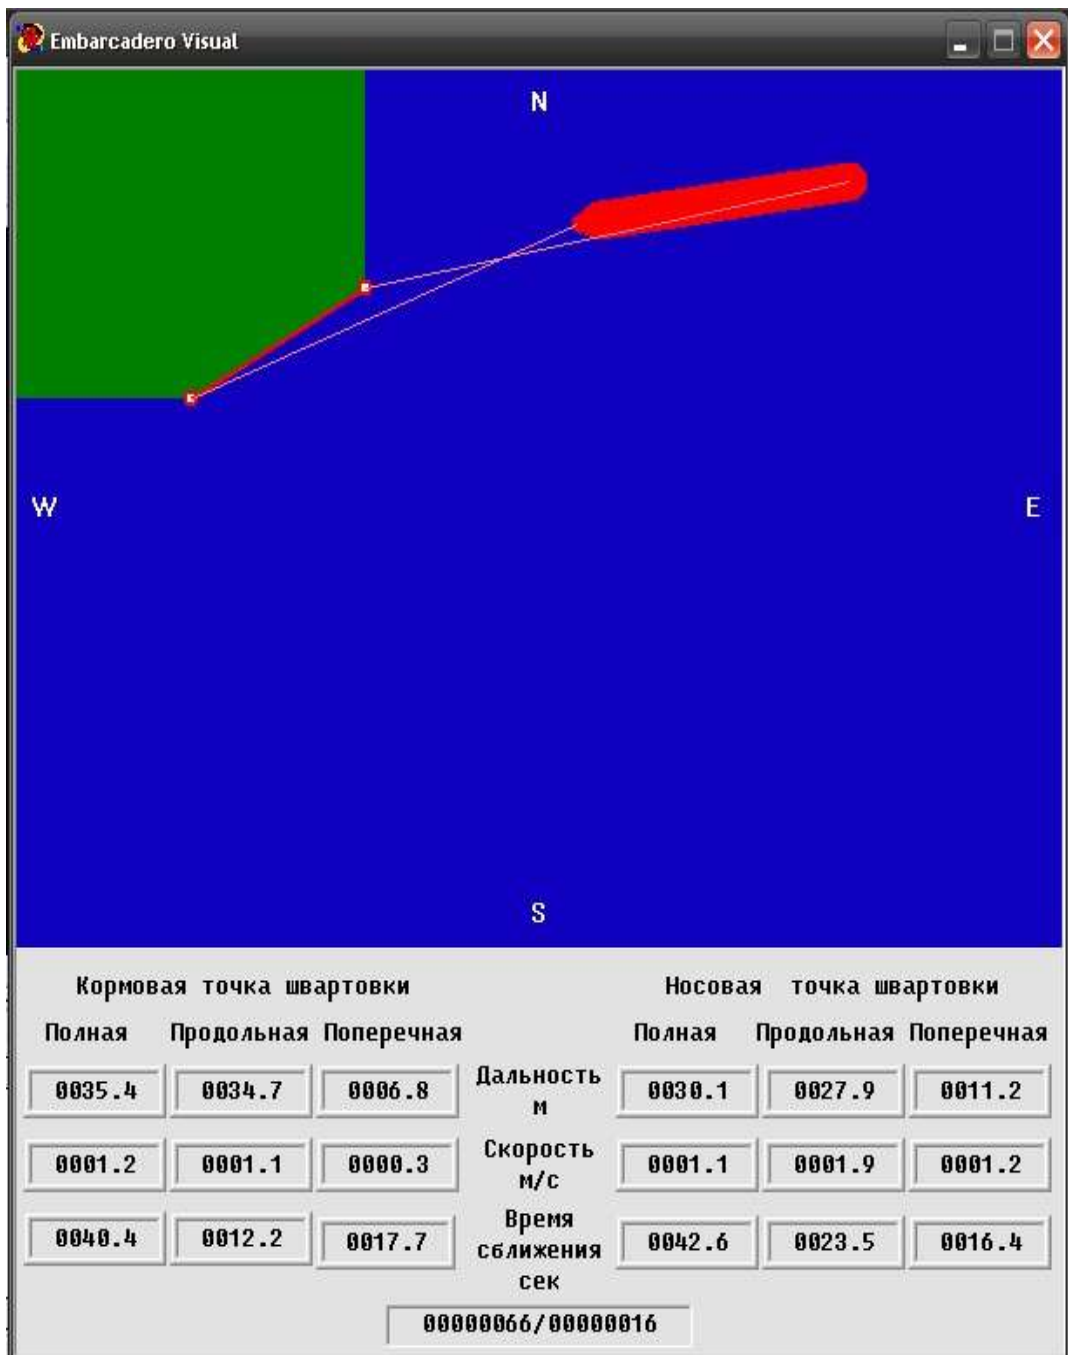 Embarcadero Visual
N
W
E
S
Кормовая точка швартовки
Носовая точка швартовки
Полная Продольная Поперечная
Полная Продольная Поперечная
0035.4 0034.7 0006.8
Дальность
м
0030.1 0027.9 0011.2
0001.2 0001.1 0000.3
Скорость
м/с
0001.1 0001.9 0001.2
0040.4 0012.2 0017.7
Время
сближения
сек
0042.6 0023.5 0016.4
00000066/00000016